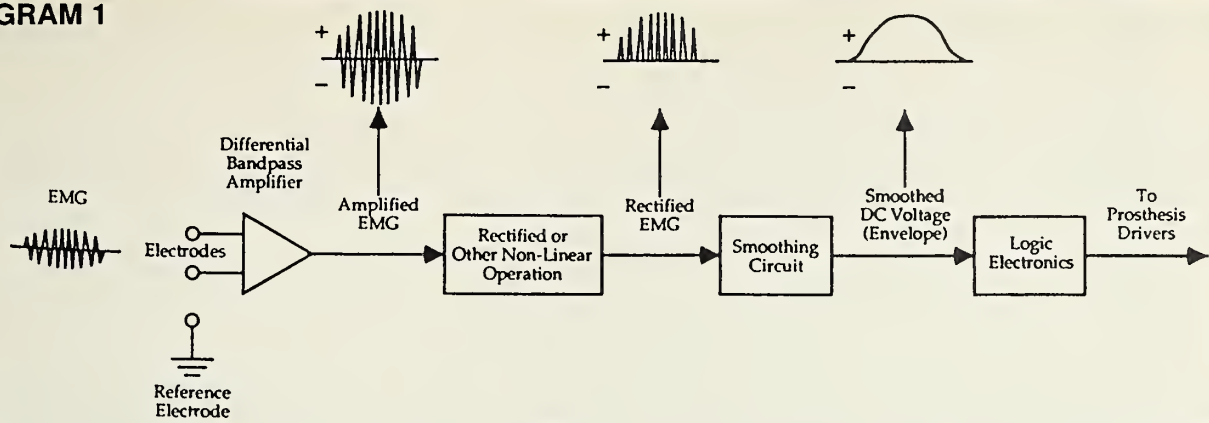 GRAM 1
+
−
+
−
+
−
Differential
Bandpass
Amplifier
EMG
Electrodes
Reference
Electrode
Amplified
EMG
Rectified or
Other Non-Linear
Operation
Rectified
EMG
Smoothing
Circuit
Smoothed
DC Voltage
(Envelope)
Logic
Electronics
To
Prosthesis
Drivers